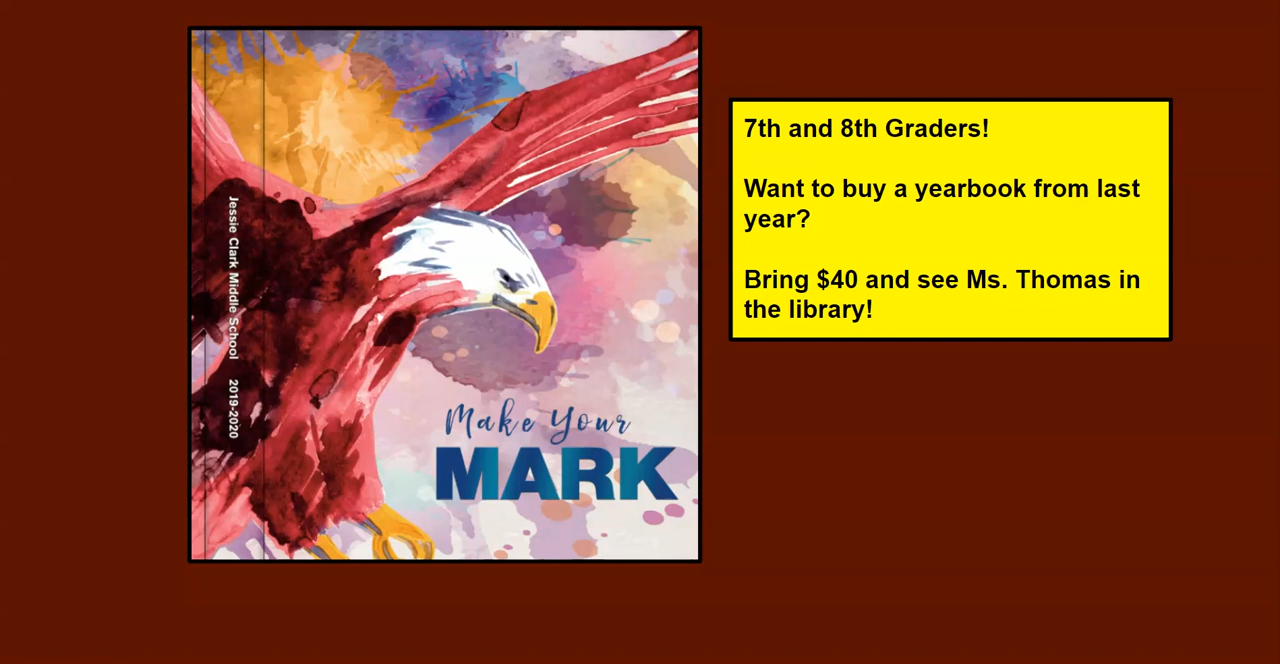 Jessie Clark Middle School 2019-2020
Make Your
MARK
7th and 8th Graders!
Want to buy a yearbook from last
year?
Bring $40 and see Ms. Thomas in
the library!